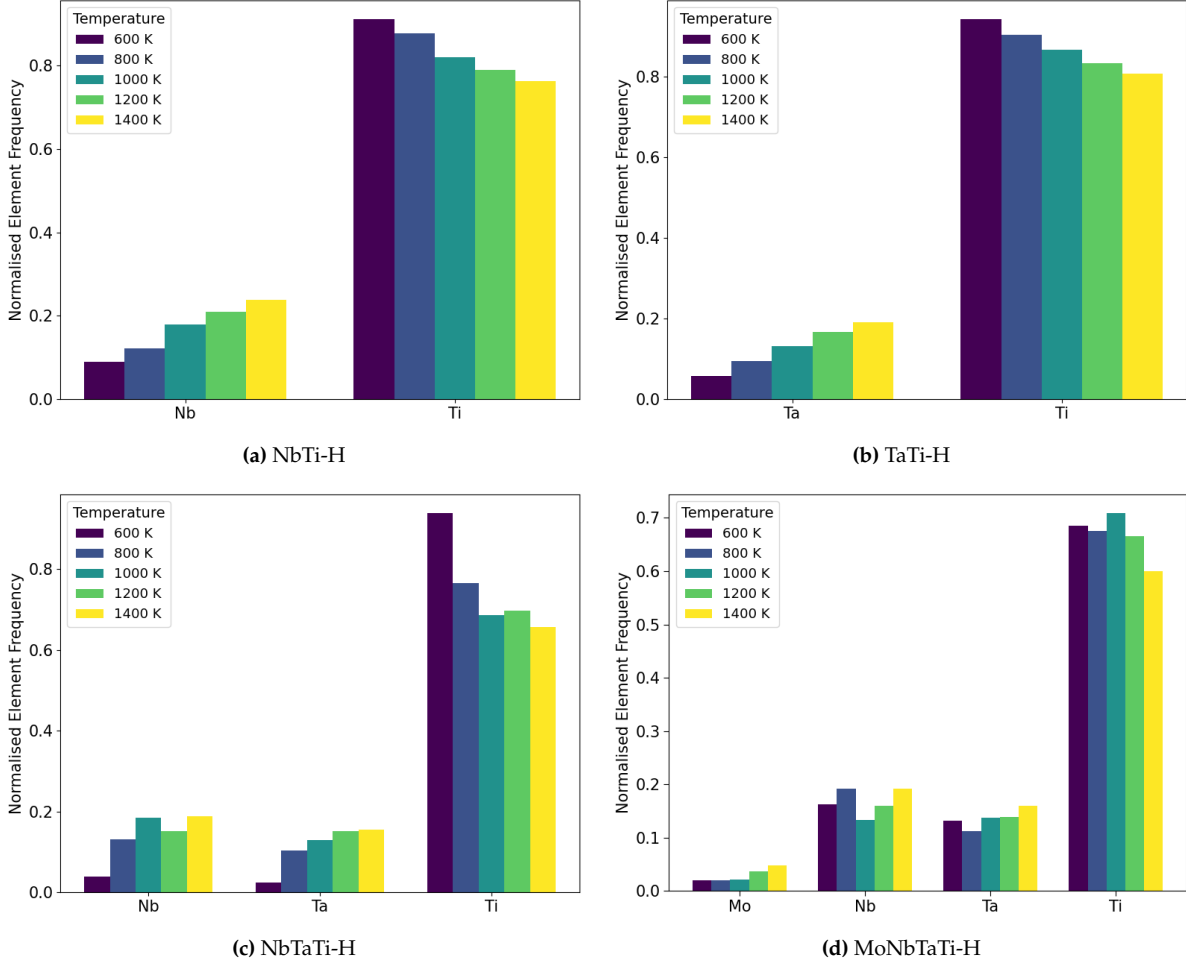 Temperature
600 K
800 K
1000 K
1200 K
1400 K
Normalised Element Frequency
0.8
0.6
0.4
0.2
0.0
Nb
Ti
(a) NbTi-H
Temperature
600 K
800 K
1000 K
1200 K
1400 K
Normalised Element Frequency
0.8
0.6
0.4
0.2
0.0
Ta
Ti
(b) TaTi-H
Temperature
600 K
800 K
1000 K
1200 K
1400 K
Normalised Element Frequency
0.8
0.6
0.4
0.2
0.0
Nb
Ta
Ti
(c) NbTaTi-H
Temperature
600 K
800 K
1000 K
1200 K
1400 K
Normalised Element Frequency
0.7
0.6
0.5
0.4
0.3
0.2
0.1
0.0
Mo
Nb
Ta
Ti
(d) MoNbTaTi-H